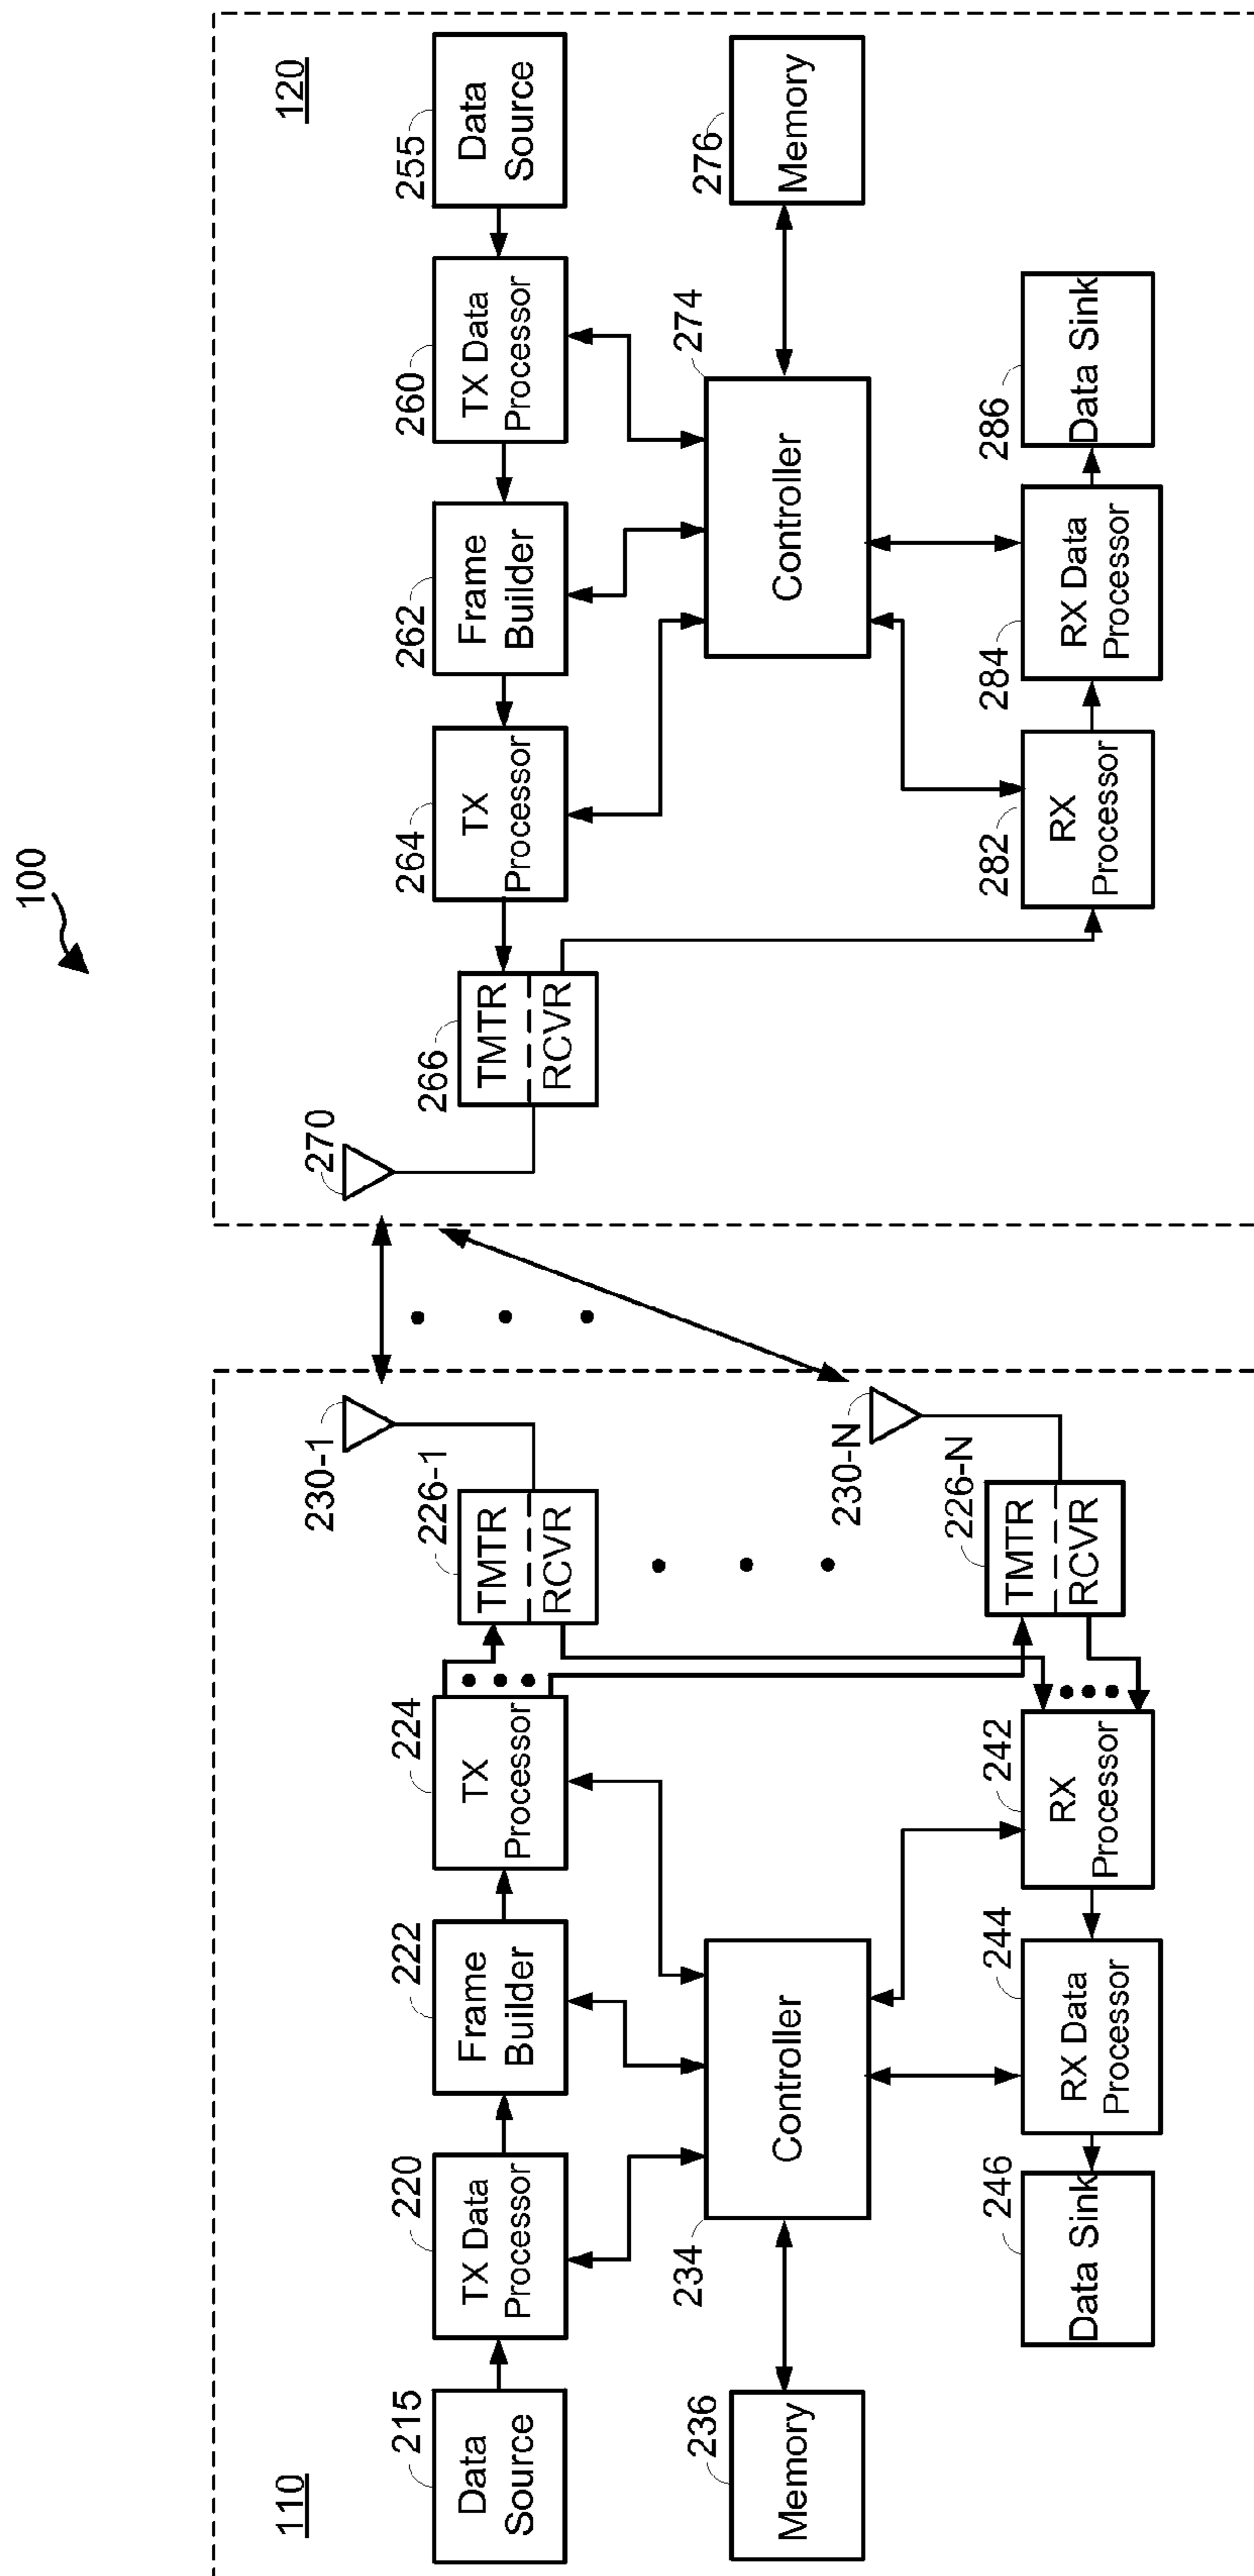 100
110
215
Data
Source
220
TX Data
Processor
222
Frame
Builder
224
TX
Processor
226-1
TMTR
RCVR
230-1
236
Memory
234
Controller
230-N
226-N
TMTR
RCVR
246
Data Sink
244
RX Data
Processor
242
RX
Processor
120
270
266
TMTR
RCVR
264
TX
Processor
262
Frame
Builder
260
TX Data
Processor
255
Data
Source
274
Controller
276
Memory
282
RX
Processor
284
RX Data
Processor
286
Data Sink